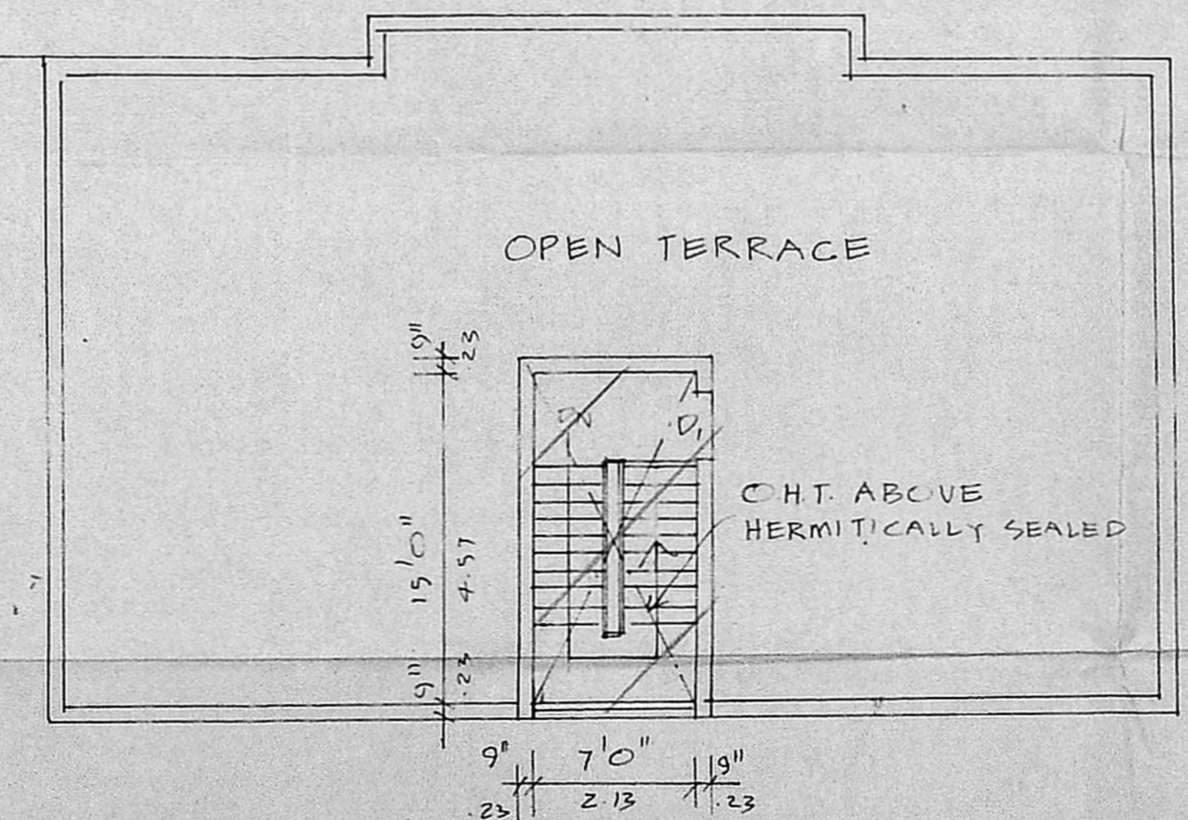 OPEN TERRACE
9"
.23
D1
O.H.T. ABOVE
HERMITICALLY SEALED
15'0"
4.57
9"
.23
9" 7'0" 9"
.23 2.13 .23